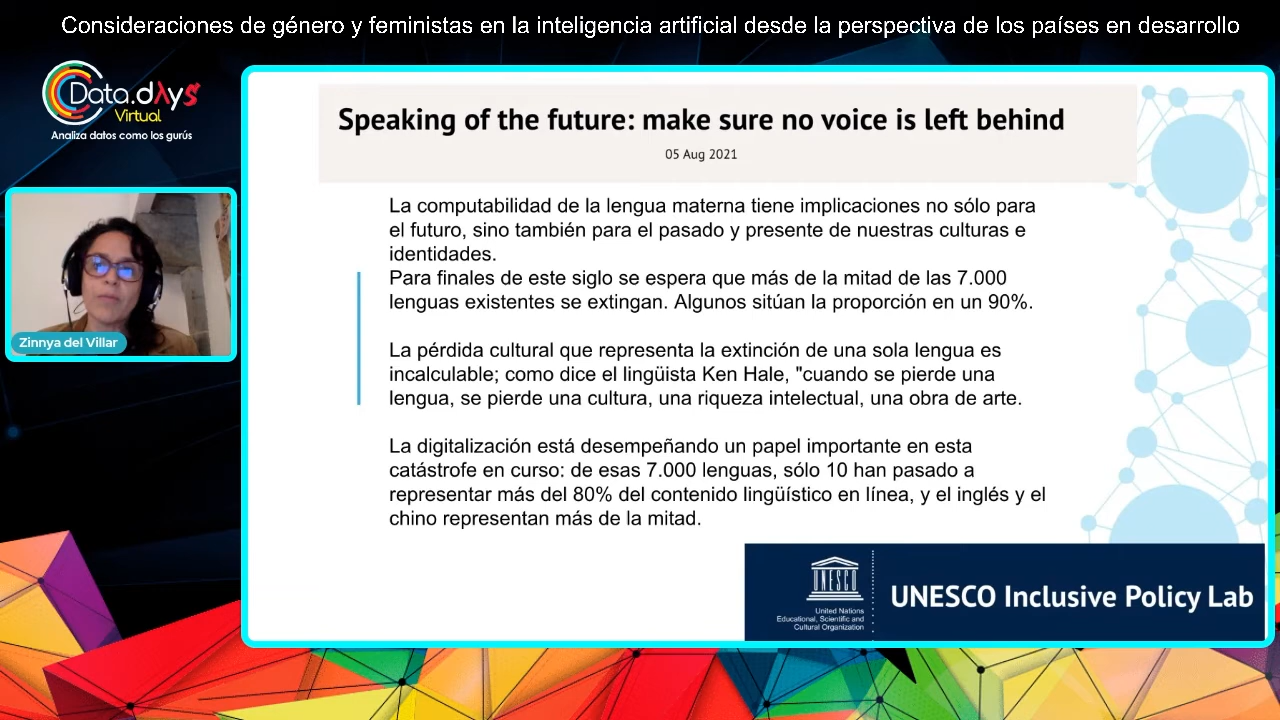 Consideraciones de género y feministas en la inteligencia artificial desde la perspectiva de los países en desarrollo
Data.dAys
Virtual
Analiza datos como los gurús
Zinnya del Villar
Speaking of the future: make sure no voice is left behind
05 Aug 2021
La computabilidad de la lengua materna tiene implicaciones no sólo para
el futuro, sino también para el pasado y presente de nuestras culturas e
identidades.
Para finales de este siglo se espera que más de la mitad de las 7.000
lenguas existentes se extingan. Algunos sitúan la proporción en un 90%.
La pérdida cultural que representa la extinción de una sola lengua es
incalculable; como dice el lingüista Ken Hale, "cuando se pierde una
lengua, se pierde una cultura, una riqueza intelectual, una obra de arte.
La digitalización está desempeñando un papel importante en esta
catástrofe en curso: de esas 7.000 lenguas, sólo 10 han pasado a
representar más del 80% del contenido lingüístico en línea, y el inglés y el
chino representan más de la mitad.
UNESCO
United Nations
Educational, Scientific and
Cultural Organization
UNESCO Inclusive Policy Lab